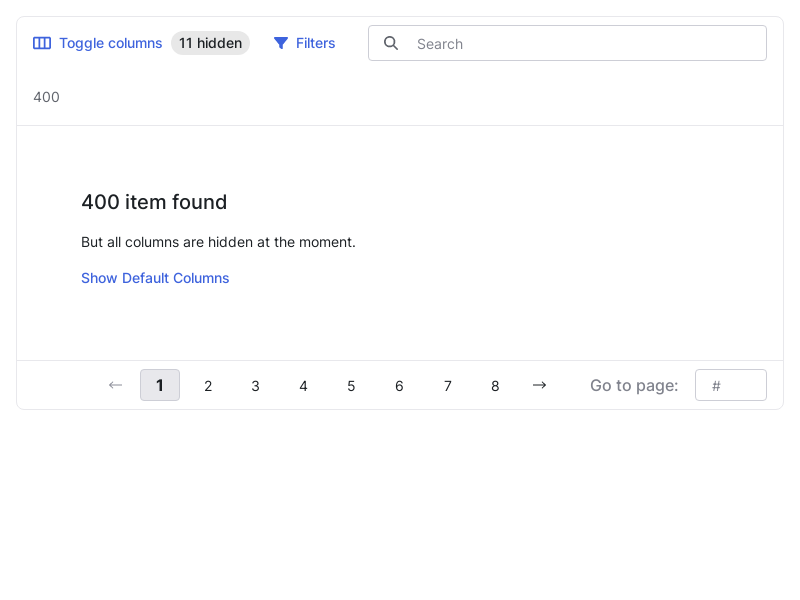 Toggle columns 11 hidden Filters Search
400
400 item found
But all columns are hidden at the moment.
Show Default Columns
← 1 2 3 4 5 6 7 8 → Go to page: #